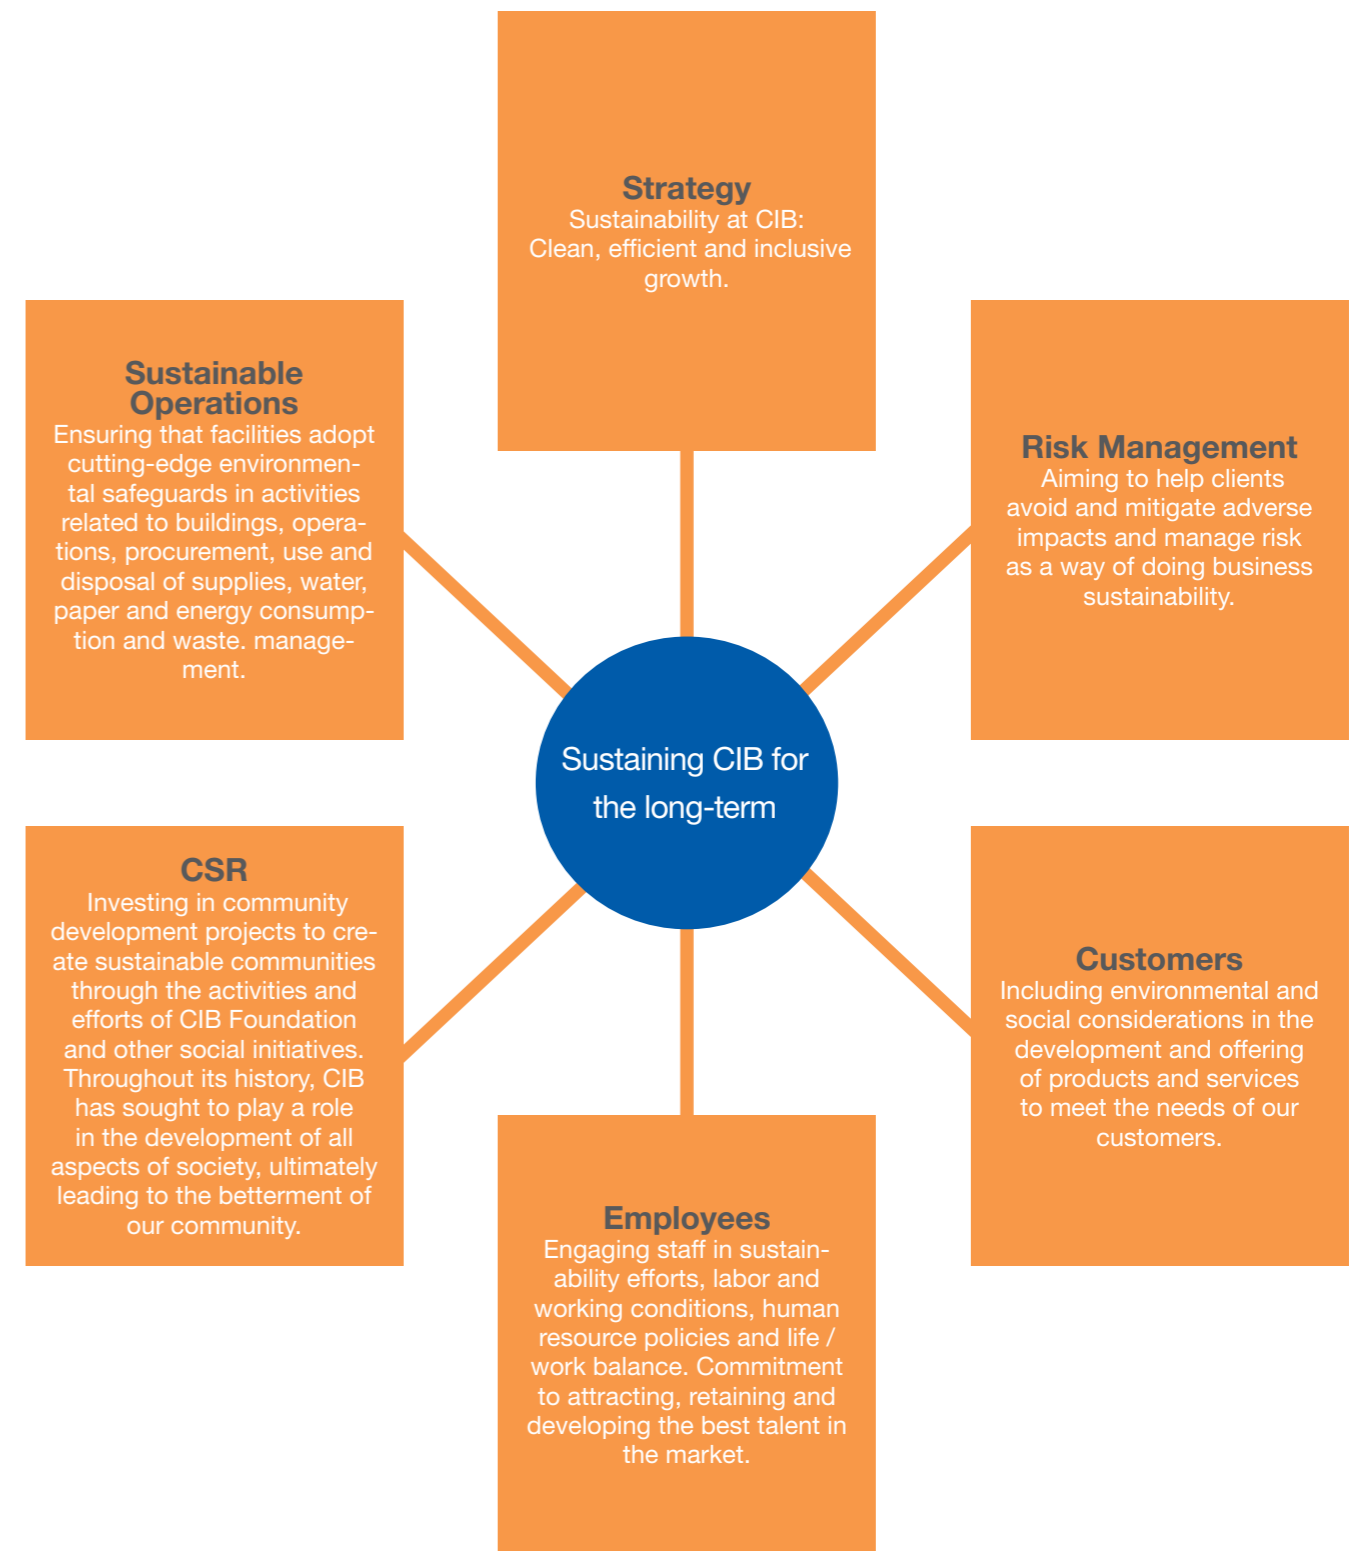 Strategy
Sustainability at CIB:
Clean, efficient and inclusive
growth.
Sustainable
Operations
Ensuring that facilities adopt
cutting-edge environmen-
tal safeguards in activities
related to buildings, opera-
tions, procurement, use and
disposal of supplies, water,
paper and energy consump-
tion and waste. manage-
ment.
Risk Management
Aiming to help clients
avoid and mitigate adverse
impacts and manage risk
as a way of doing business
sustainability.
Sustaining CIB for
the long-term
CSR
Investing in community
development projects to cre-
ate sustainable communities
through the activities and
efforts of CIB Foundation
and other social initiatives.
Throughout its history, CIB
has sought to play a role
in the development of all
aspects of society, ultimately
leading to the betterment of
our community.
Customers
Including environmental and
social considerations in the
development and offering
of products and services
to meet the needs of our
customers.
Employees
Engaging staff in sustain-
ability efforts, labor and
working conditions, human
resource policies and life /
work balance. Commitment
to attracting, retaining and
developing the best talent in
the market.